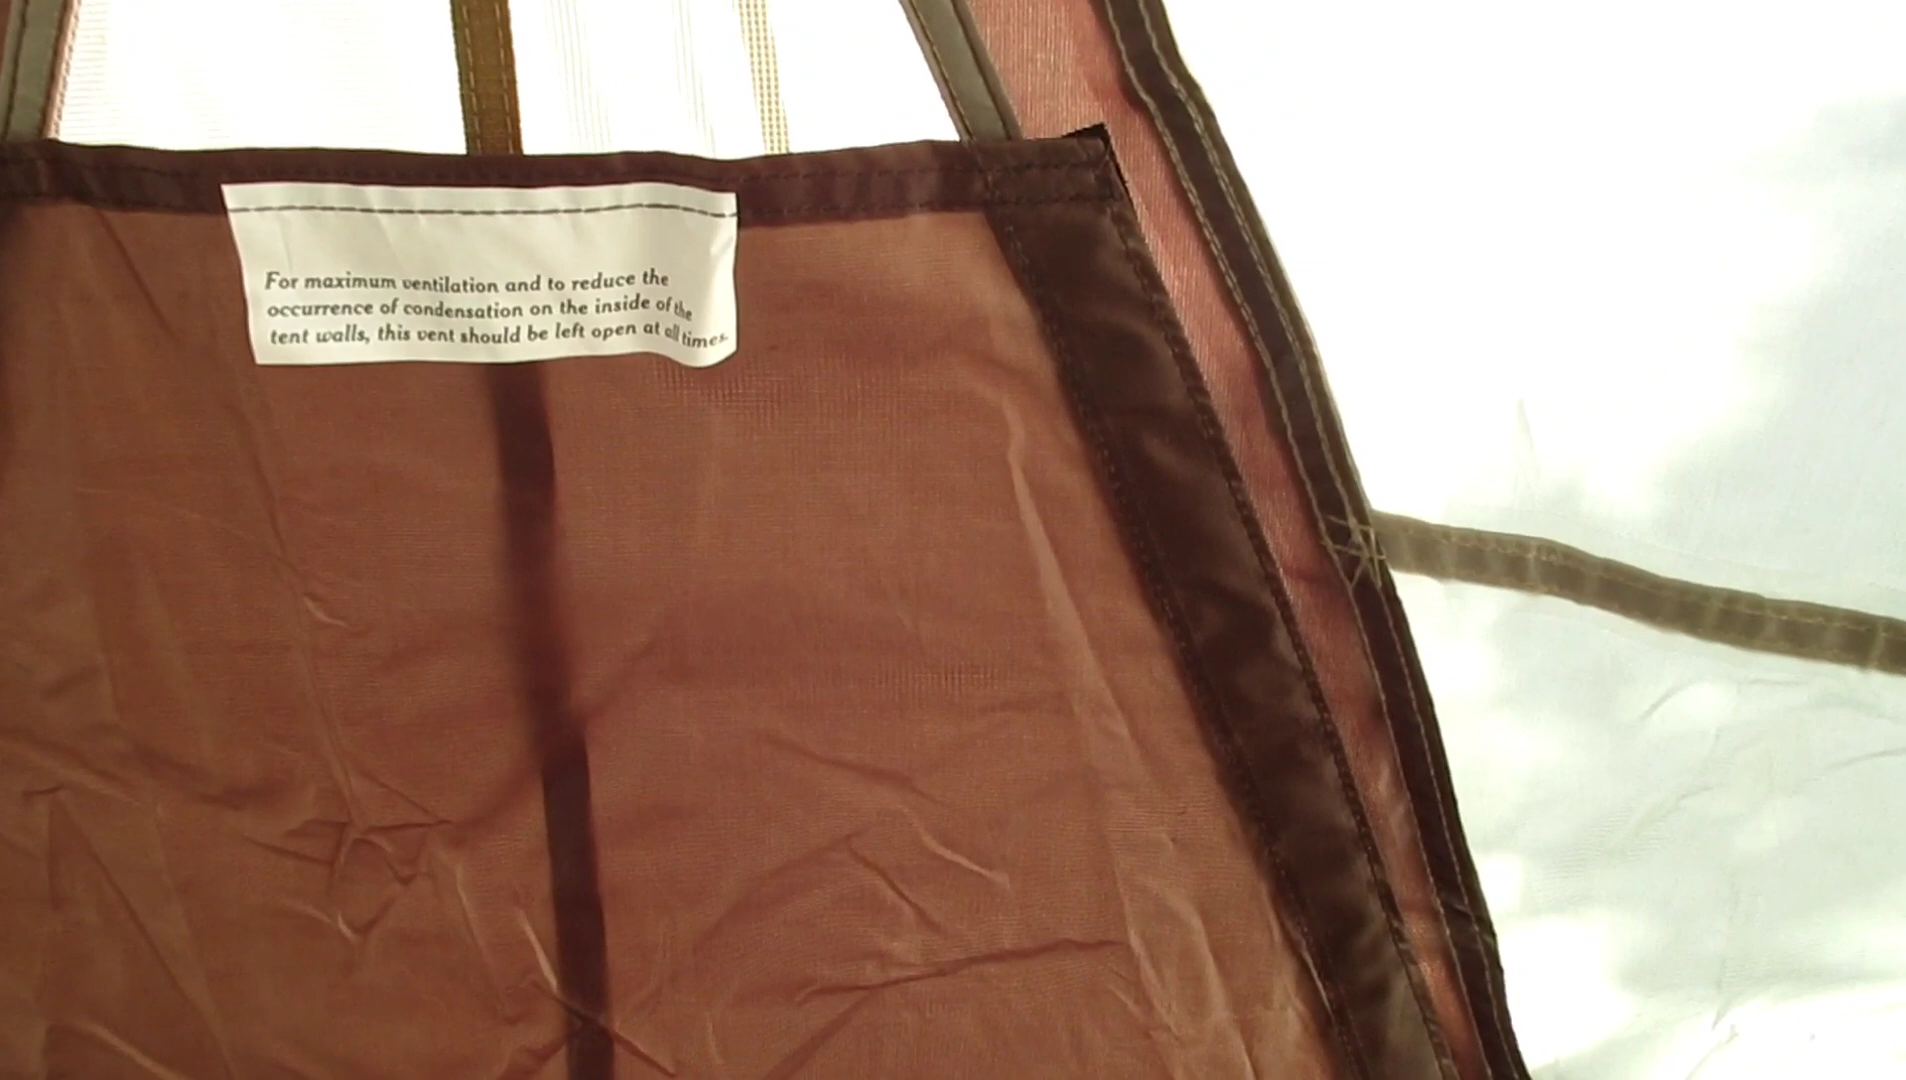 For maximum ventilation and to reduce the
occurrence of condensation on the inside of the
tent walls, this vent should be left open at all times.